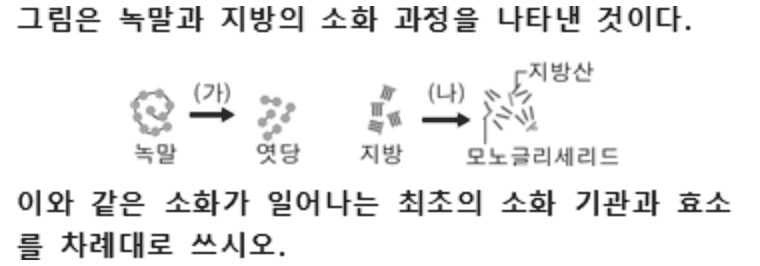 그림은 녹말과 지방의 소화 과정을 나타낸 것이다.
(가) (나) 지방산
녹말 엿당 지방 모노글리세리드
이와 같은 소화가 일어나는 최초의 소화 기관과 효소
를 차례대로 쓰시오.